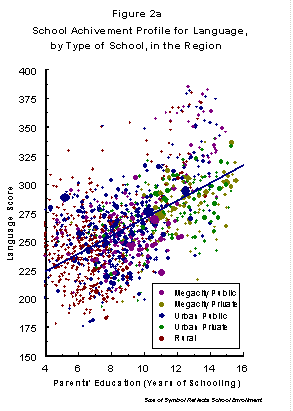 Figure 2a
School Achivement Profile for Language,
by Type of School, in the Region
400
375
350
325
300
275
250
225
200
175
150
Language Score
Megacity Public
Megacity Private
Urban Public
Urban Private
Rural
4 6 8 10 12 14 16
Parents' Education (Years of Schooling)
Size of Symbol Reflects School Enrollment